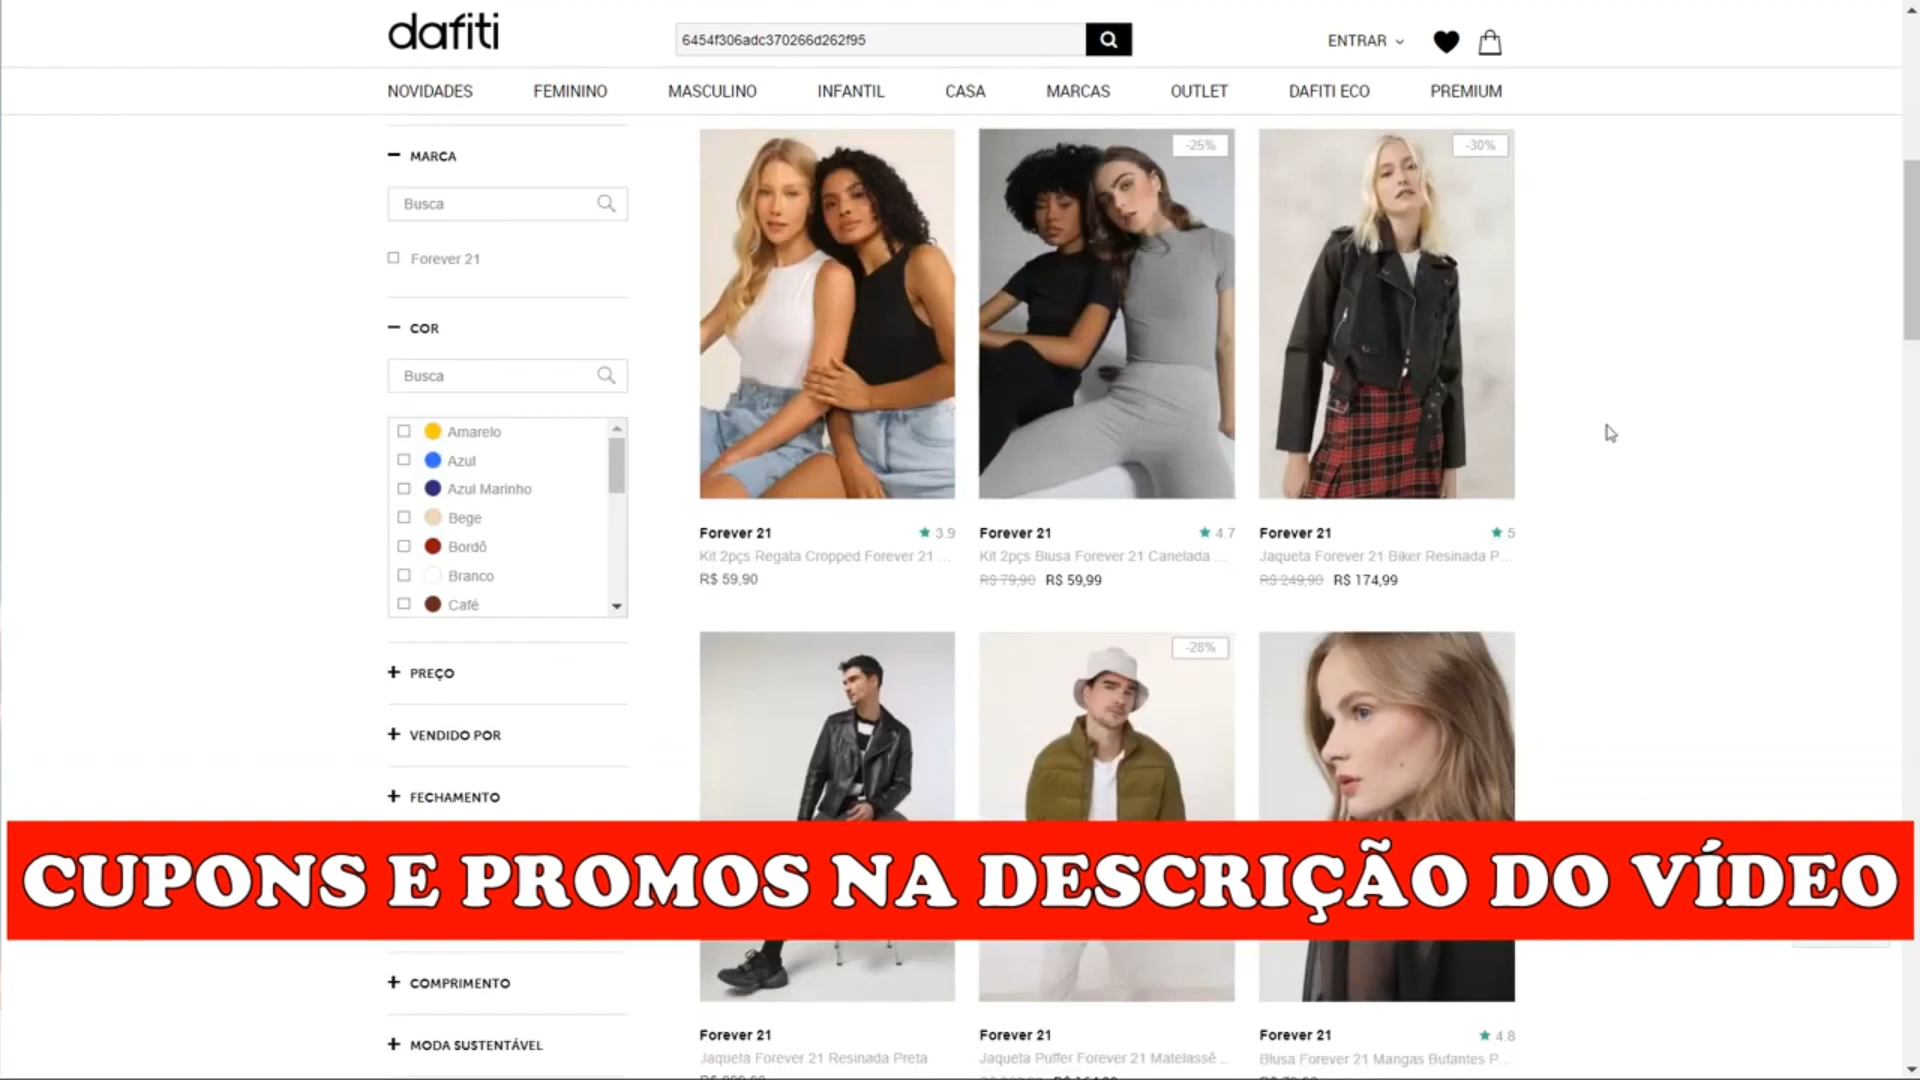 dafiti
6454f306adc370266d262f95
ENTRAR
NOVIDADES FEMININO MASCULINO INFANTIL CASA MARCAS OUTLET DAFITI ECO PREMIUM
MARCA
Busca
Forever 21
COR
Busca
Amarelo
Azul
Azul Marinho
Bege
Bordô
Branco
Café
PREÇO
VENDIDO POR
FECHAMENTO
COMPRIMENTO
MODA SUSTENTÁVEL
-25%
-30%
Forever 21 3.9
Kit 2pçs Regata Cropped Forever 21 ...
R$ 59,90
Forever 21 4.7
Kit 2pçs Blusa Forever 21 Canelada ...
R$ 79,90 R$ 59,99
Forever 21 5
Jaqueta Forever 21 Biker Resinada P...
R$ 249,90 R$ 174,99
-28%
CUPONS E PROMOS NA DESCRIÇÃO DO VÍDEO
Forever 21
Jaqueta Forever 21 Resinada Preta
Forever 21
Jaqueta Puffer Forever 21 Matelassê ...
Forever 21 4.8
Blusa Forever 21 Mangas Bufantes P...